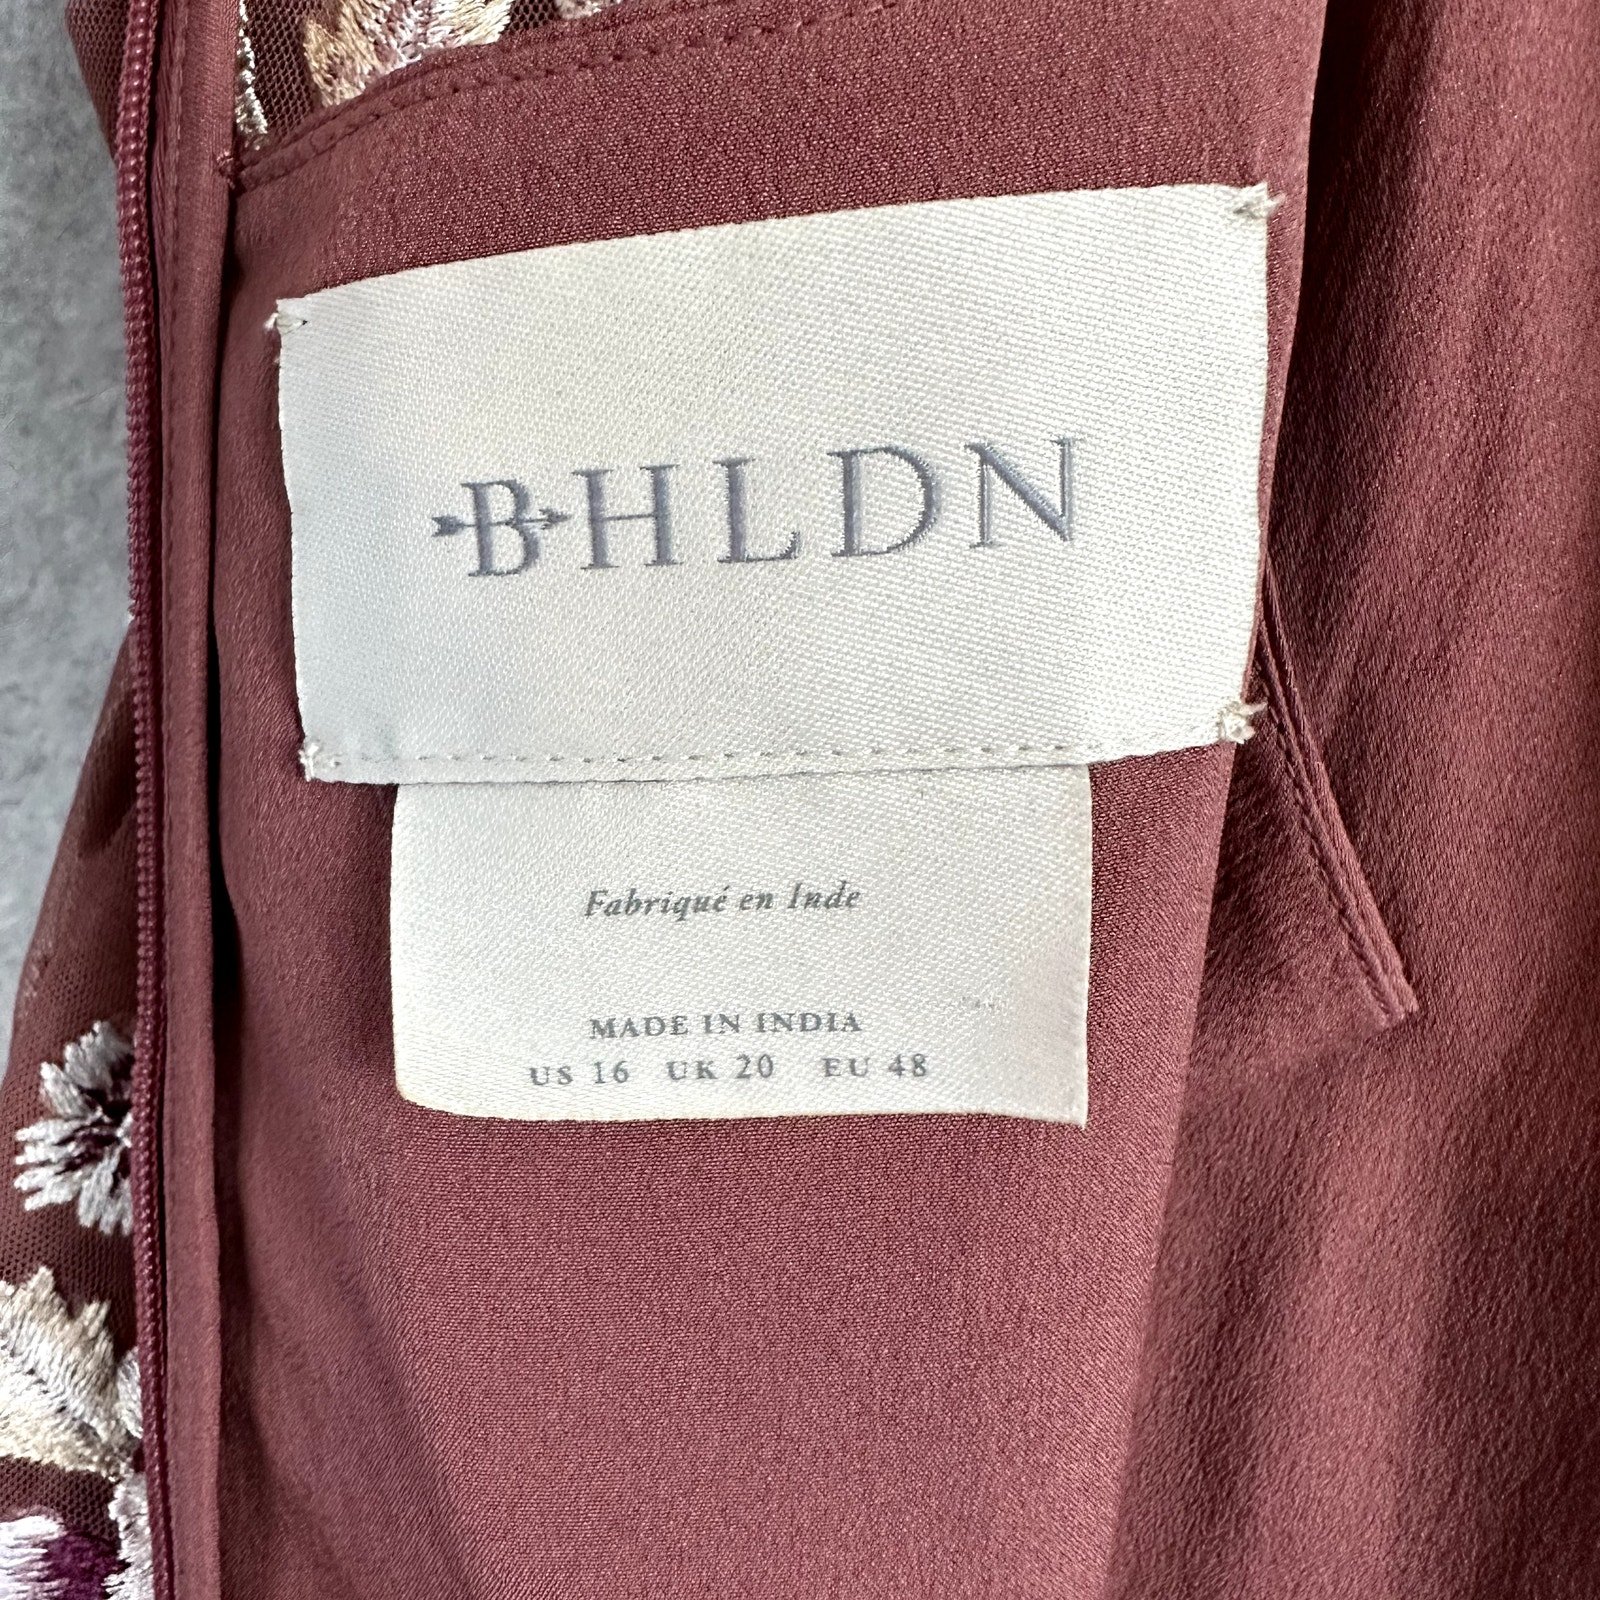 BHLDN
Fabriqué en Inde
MADE IN INDIA
US 16 UK 20 EU 48